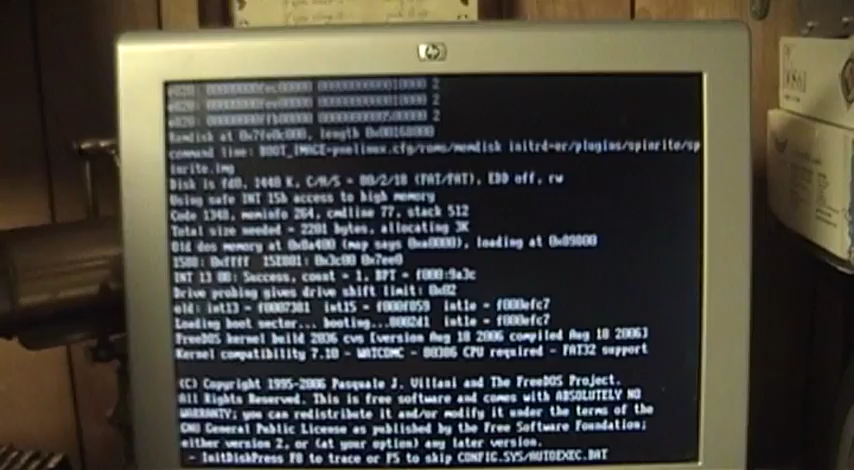 hp
Ramdisk at 0x7fe0c000, length 0x00168000
command line: BOOT_IMAGE=pxelinux.cfg/roms/memdisk initrd=er/plugins/spinrite/sp
inrite.img
Disk is fd0, 1440 K, C/H/S = 80/2/18 (FAT/FAT), EDD off, rw
Using safe INT 15h access to high memory
Code 1340, meminfo 264, cmdline 77, stack 512
Total size needed = 2201 bytes, allocating 3K
Old dos memory at 0x8a400 (map says 0xa0000), loading at 0x89800
1588: 0xffff 15E801: 0x3c00 0x7ee0
INT 13 08: Success, count = 1, BPT = f000:9a3c
Drive probing gives drive shift limit: 0x82
old: int13 = f0007381 int15 = f000f859 int1e = f000efc7
Loading boot sector... booting...
FreeDOS kernel build 2036 cvs [version Aug 18 2006 compiled Aug 18 2006]
Kernel compatibility 7.10 - WATCOMC - 80386 CPU required - FAT32 support
(C) Copyright 1995-2006 Pasquale J. Villani and The FreeDOS Project.
All Rights Reserved. This is free software and comes with ABSOLUTELY NO
WARRANTY; you can redistribute it and/or modify it under the terms of the
GNU General Public License as published by the Free Software Foundation;
either version 2, or (at your option) any later version.
- InitDiskPress F8 to trace or F5 to skip CONFIG.SYS/AUTOEXEC.BAT